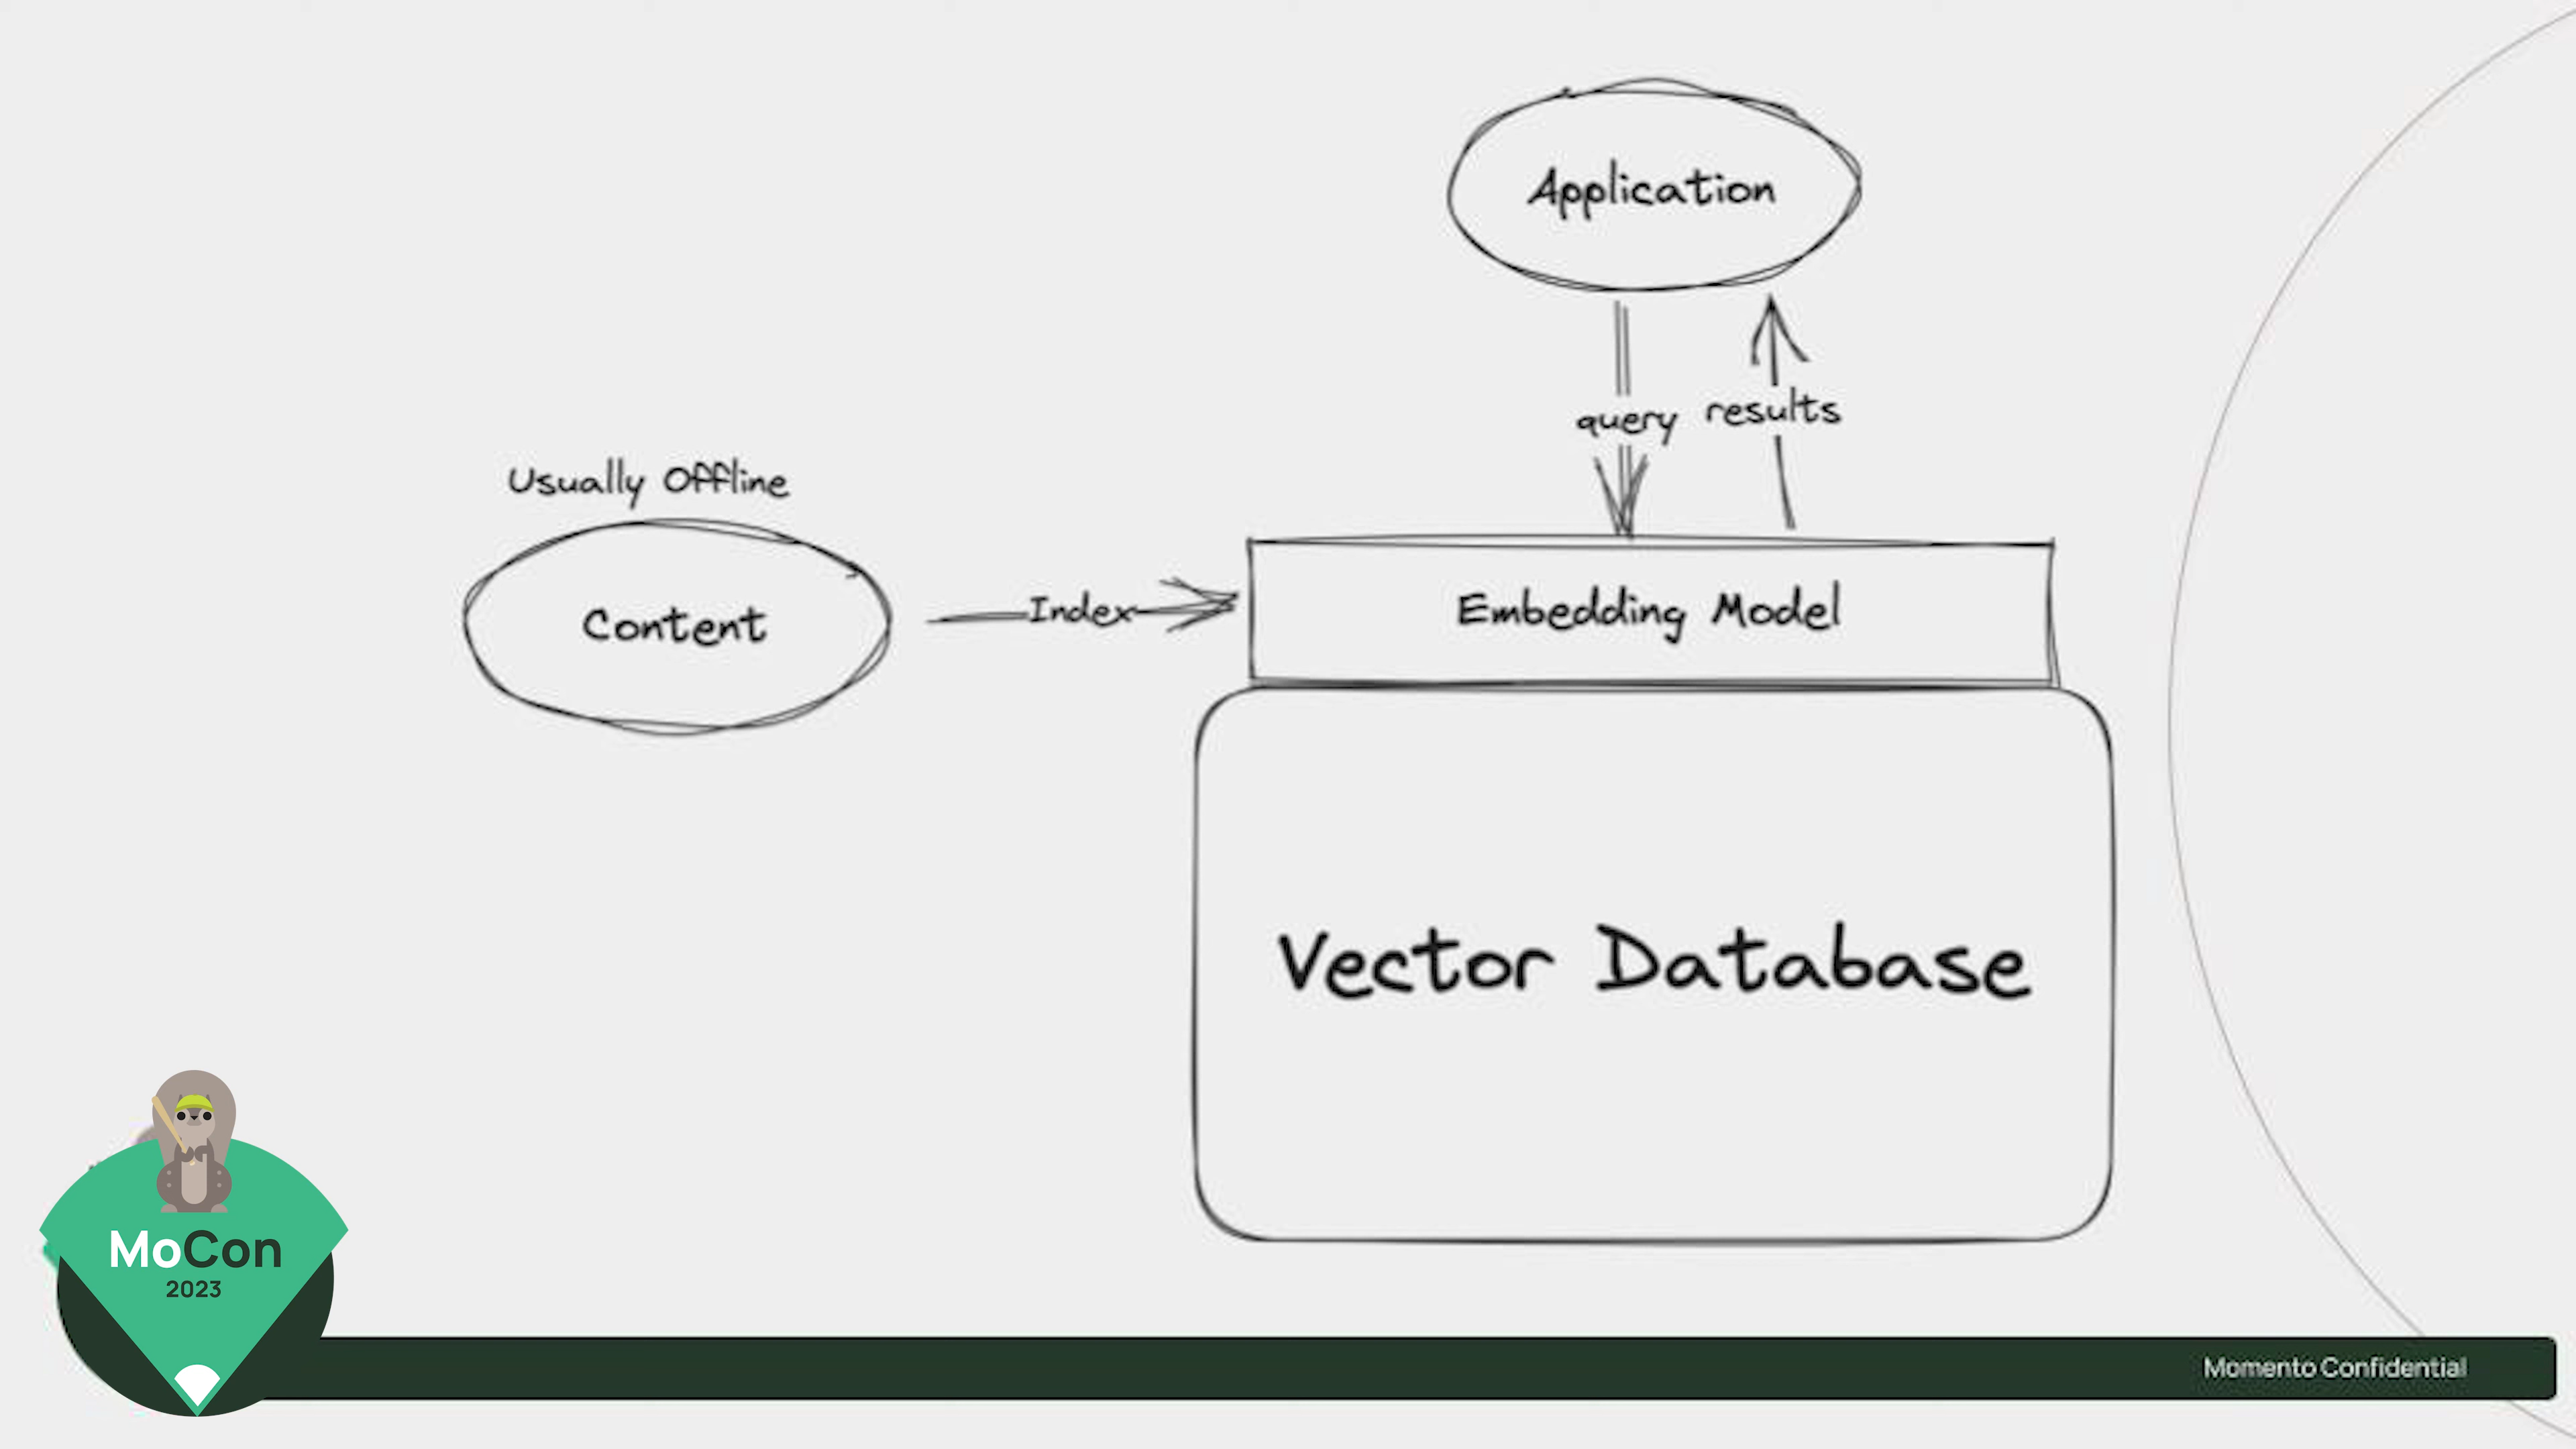 Application
query
results
Usually Offline
Content
Index
Embedding Model
Vector Database
MoCon
2023
Momento Confidential